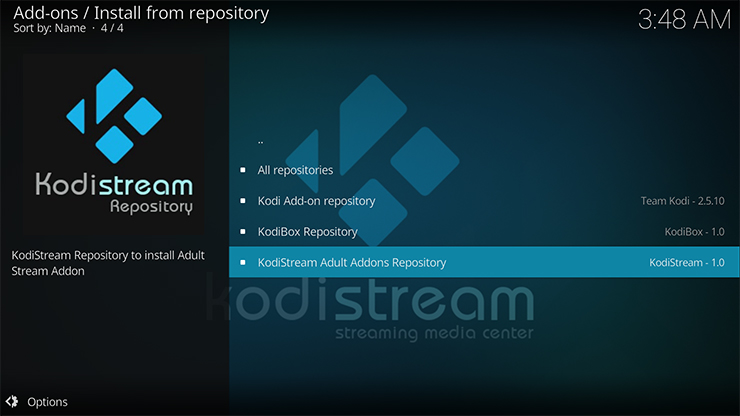 Add-ons / Install from repository
Sort by: Name · 4 / 4
3:48 AM
Kodistream
Repository
KodiStream Repository to install Adult
Stream Addon
..
All repositories
Kodi Add-on repository Team Kodi - 2.5.10
KodiBox Repository KodiBox - 1.0
KodiStream Adult Addons Repository KodiStream - 1.0
kodistream
streaming media center
Options